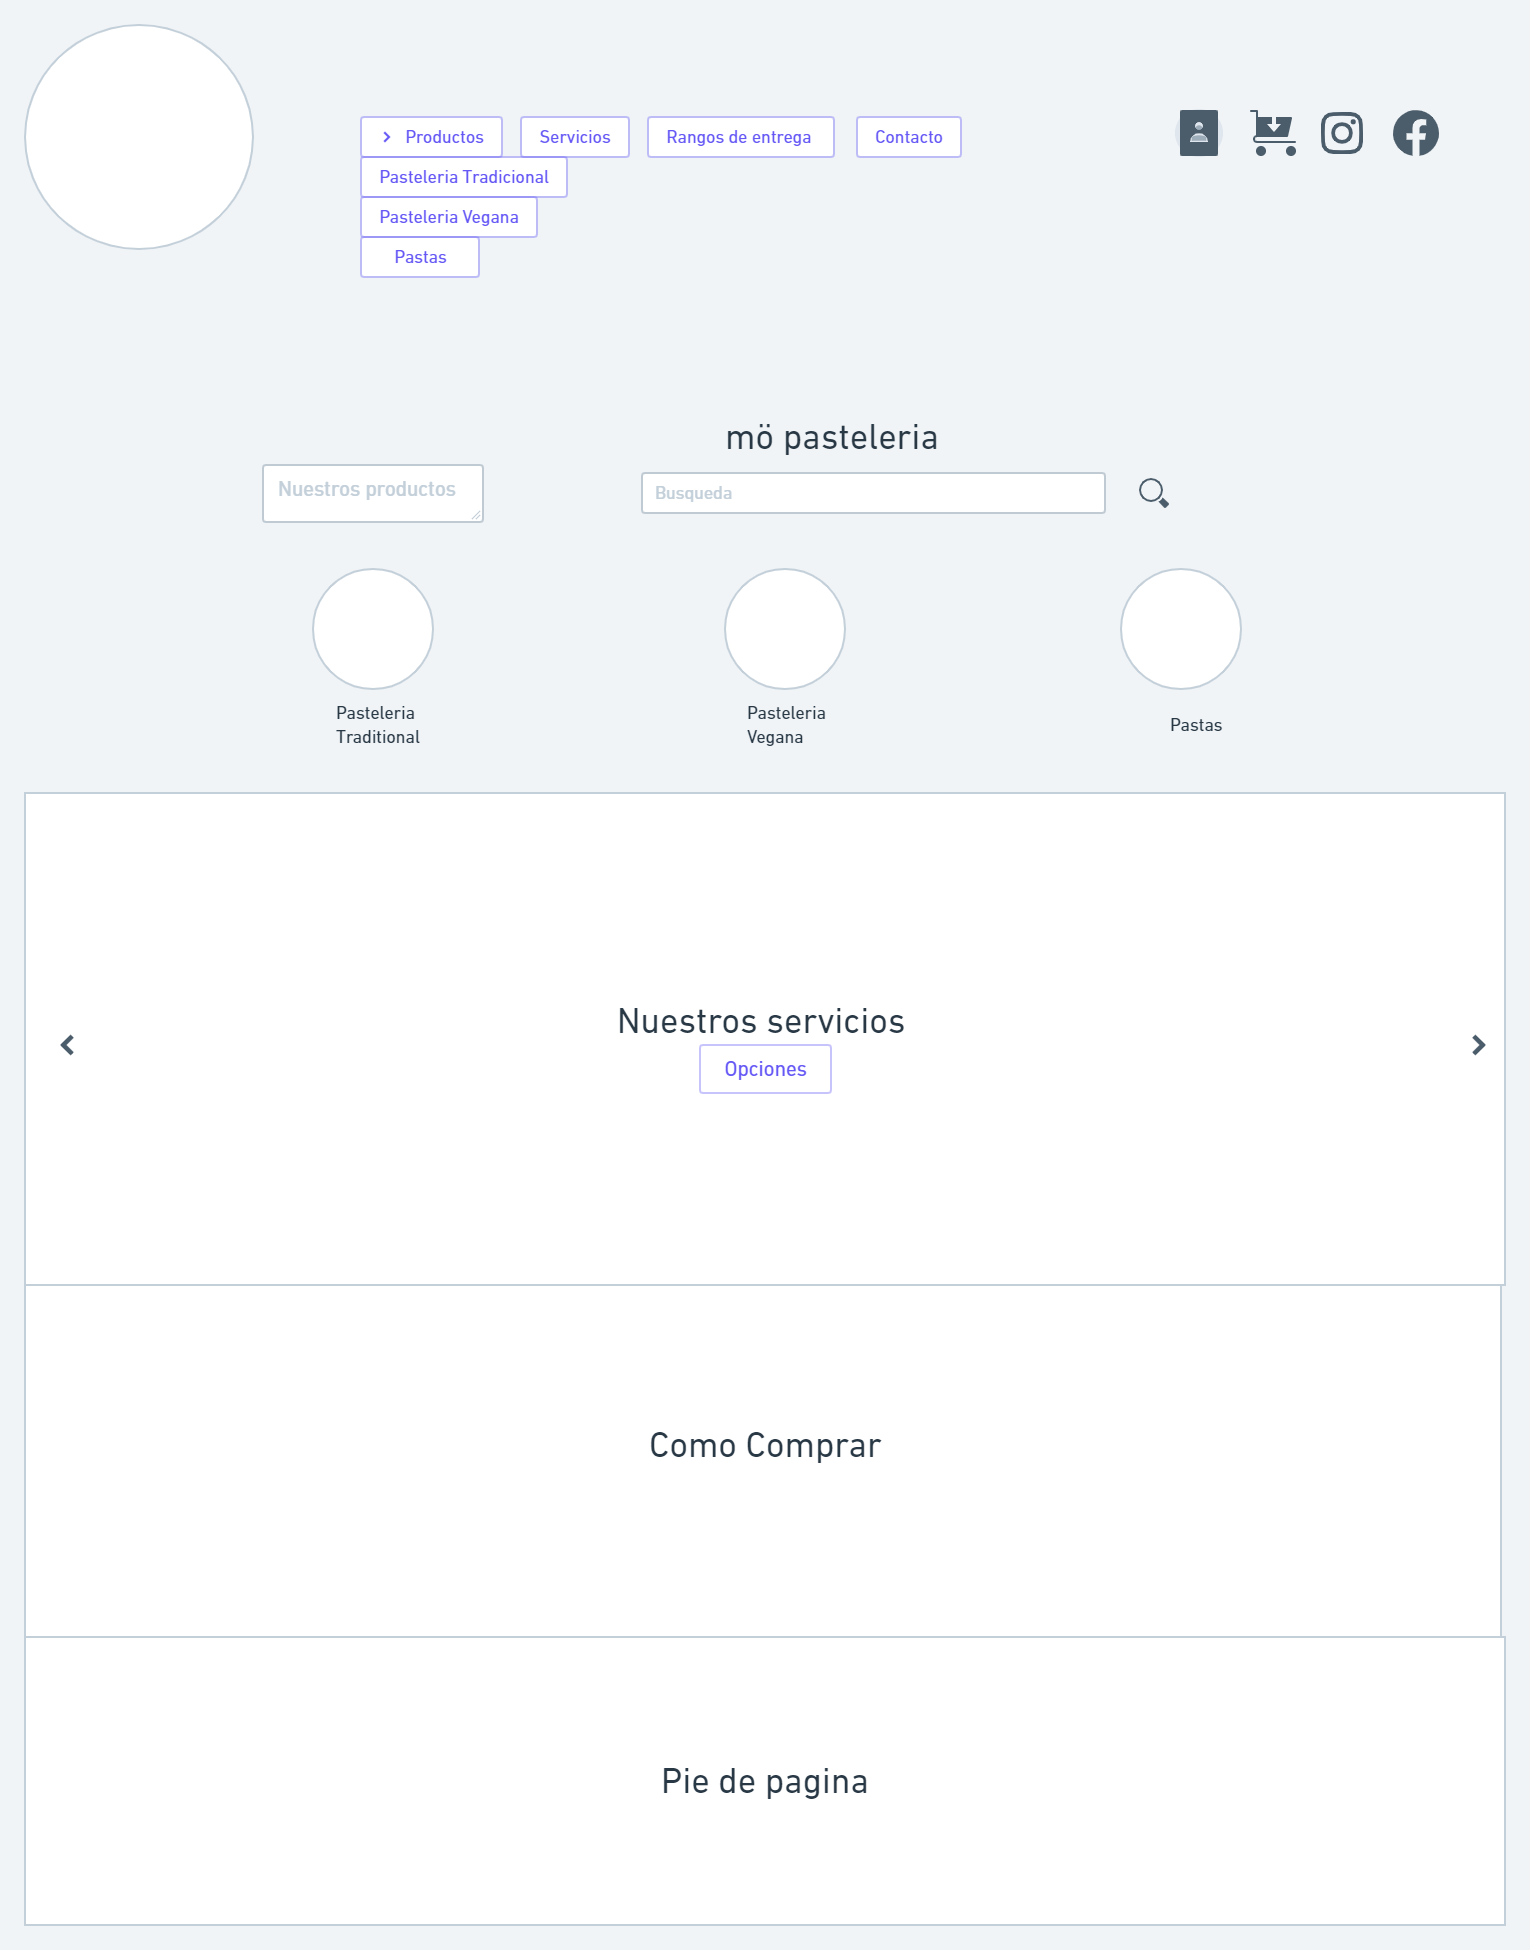 Productos
Servicios
Rangos de entrega
Contacto
Pasteleria Tradicional
Pasteleria Vegana
Pastas
mö pasteleria
Nuestros productos
Busqueda
Pasteleria
Traditional
Pasteleria
Vegana
Pastas
Nuestros servicios
Opciones
Como Comprar
Pie de pagina